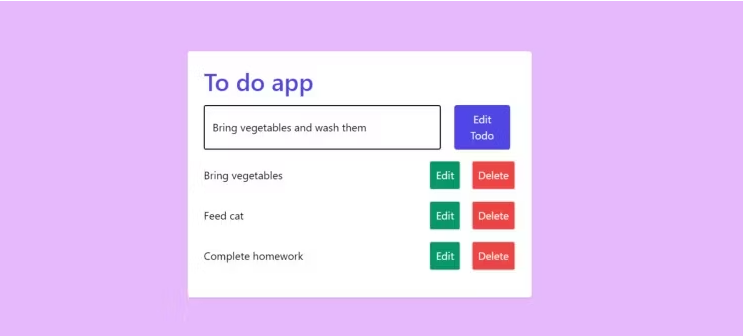 To do app
Bring vegetables and wash them
Edit
Todo
Bring vegetables Edit Delete
Feed cat Edit Delete
Complete homework Edit Delete